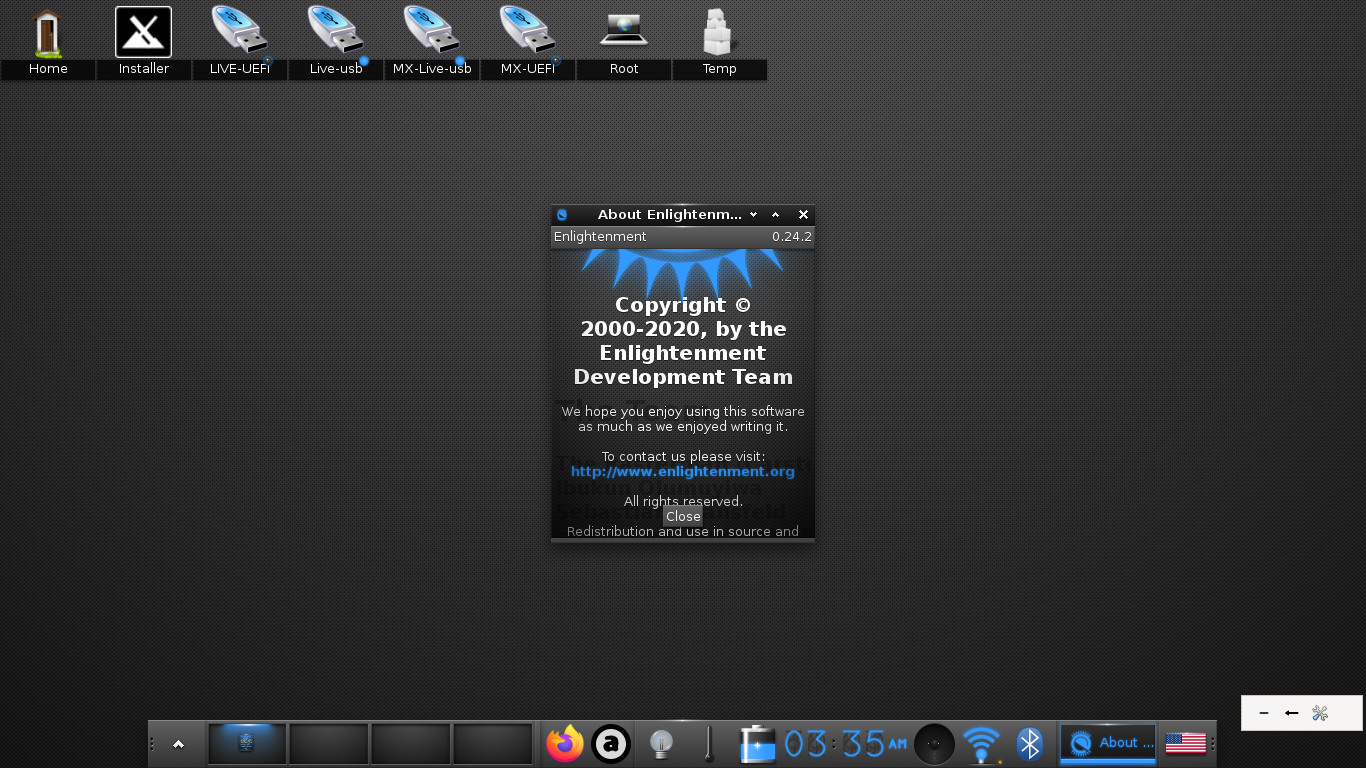 Home
Installer
LIVE-UEFI
Live-usb
MX-Live-usb
MX-UEFI
Root
Temp
About Enlightenm...
Enlightenment 0.24.2
Copyright ©
2000-2020, by the
Enlightenment
Development Team
We hope you enjoy using this software
as much as we enjoyed writing it.
To contact us please visit:
http://www.enlightenment.org
All rights reserved.
Close
Redistribution and use in source and
03:35 AM
About ...